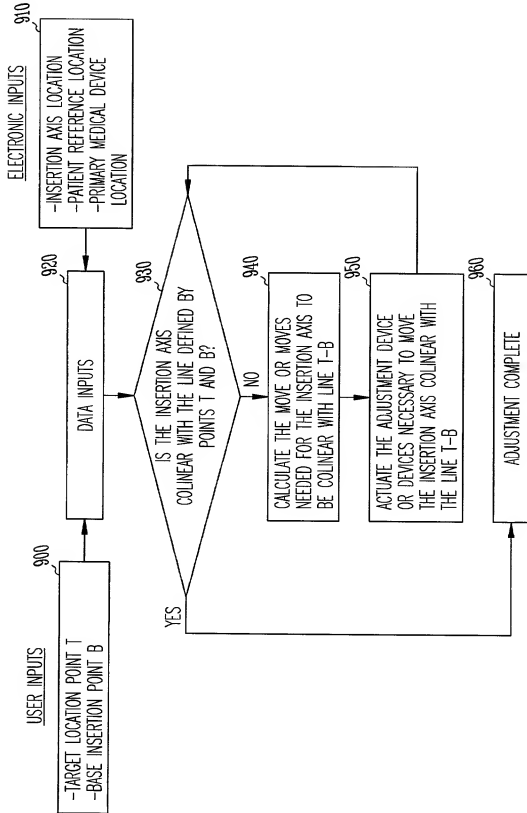 USER INPUTS
900
-TARGET LOCATION POINT T
-BASE INSERTION POINT B
920
DATA INPUTS
ELECTRONIC INPUTS
910
-INSERTION AXIS LOCATION
-PATIENT REFERENCE LOCATION
-PRIMARY MEDICAL DEVICE
LOCATION
930
IS THE INSERTION AXIS
COLINEAR WITH THE LINE DEFINED BY
POINTS T AND B?
YES
NO
940
CALCULATE THE MOVE OR MOVES
NEEDED FOR THE INSERTION AXIS TO
BE COLINEAR WITH LINE T-B
950
ACTUATE THE ADJUSTMENT DEVICE
OR DEVICES NECESSARY TO MOVE
THE INSERTION AXIS COLINEAR WITH
THE LINE T-B
960
ADJUSTMENT COMPLETE